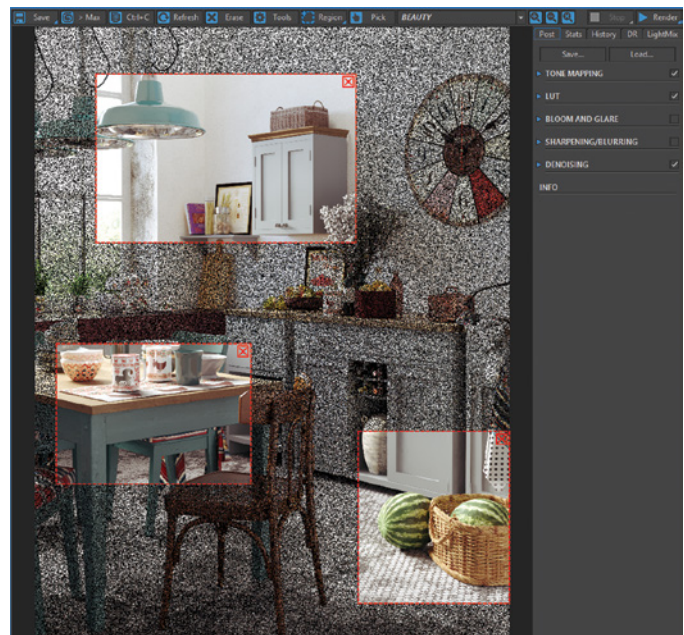 Save > Max Ctrl+C Refresh Erase Tools Region Pick BEAUTY Stop Render
Post Stats History DR LightMix
Save... Load...
TONE MAPPING
LUT
BLOOM AND GLARE
SHARPENING/BLURRING
DENOISING
INFO